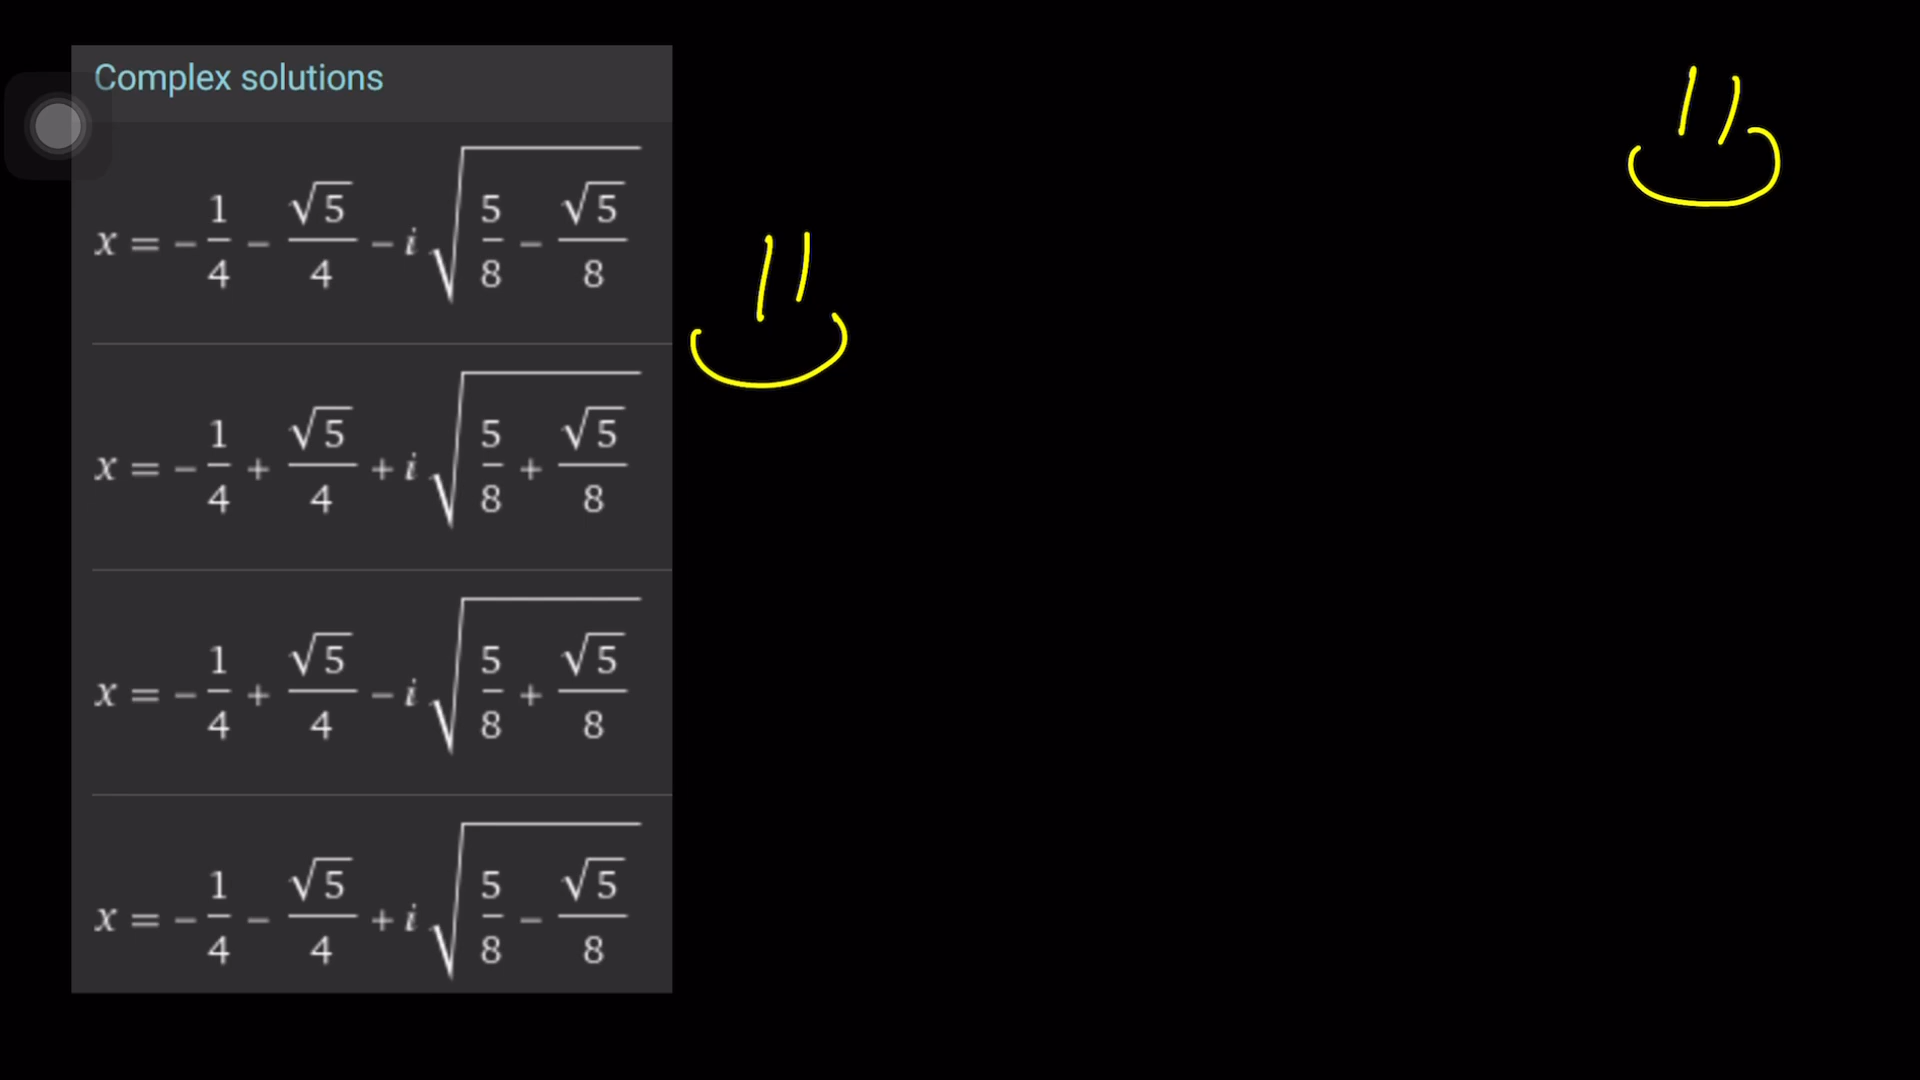 Complex solutions
x = −1/4 − √5/4 − i√(5/8 − √5/8)
x = −1/4 + √5/4 + i√(5/8 + √5/8)
x = −1/4 + √5/4 − i√(5/8 + √5/8)
x = −1/4 − √5/4 + i√(5/8 − √5/8)